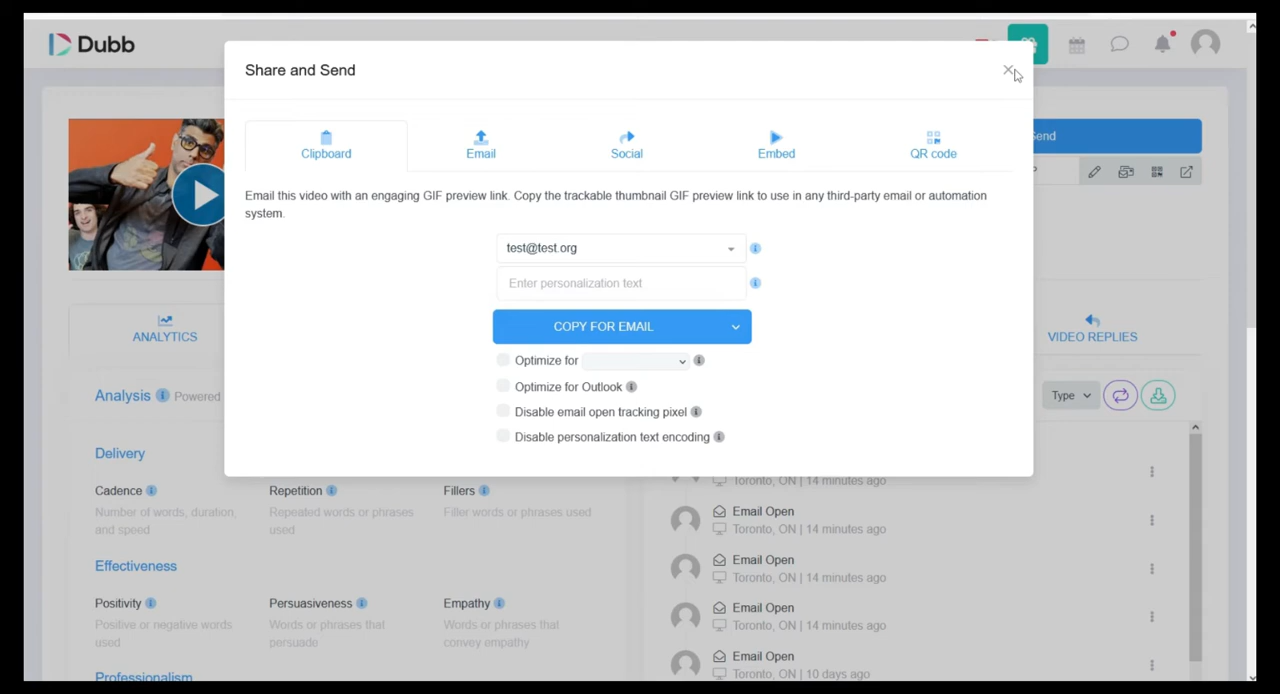 Dubb
Share and Send
Clipboard
Email
Social
Embed
QR code
Email this video with an engaging GIF preview link. Copy the trackable thumbnail GIF preview link to use in any third-party email or automation
system.
test@test.org
Enter personalization text
COPY FOR EMAIL
Optimize for
Optimize for Outlook
Disable email open tracking pixel
Disable personalization text encoding
ANALYTICS
VIDEO REPLIES
Analysis
Powered
Type
Delivery
Cadence
Repetition
Fillers
Number of words, duration,
and speed
Repeated words or phrases
used
Filler words or phrases used
Effectiveness
Positivity
Persuasiveness
Empathy
Positive or negative words
used
Words or phrases that
persuade
Words or phrases that
convey empathy
Professionalism
Toronto, ON | 14 minutes ago
Email Open
Toronto, ON | 14 minutes ago
Email Open
Toronto, ON | 14 minutes ago
Email Open
Toronto, ON | 14 minutes ago
Email Open
Toronto, ON | 10 days ago